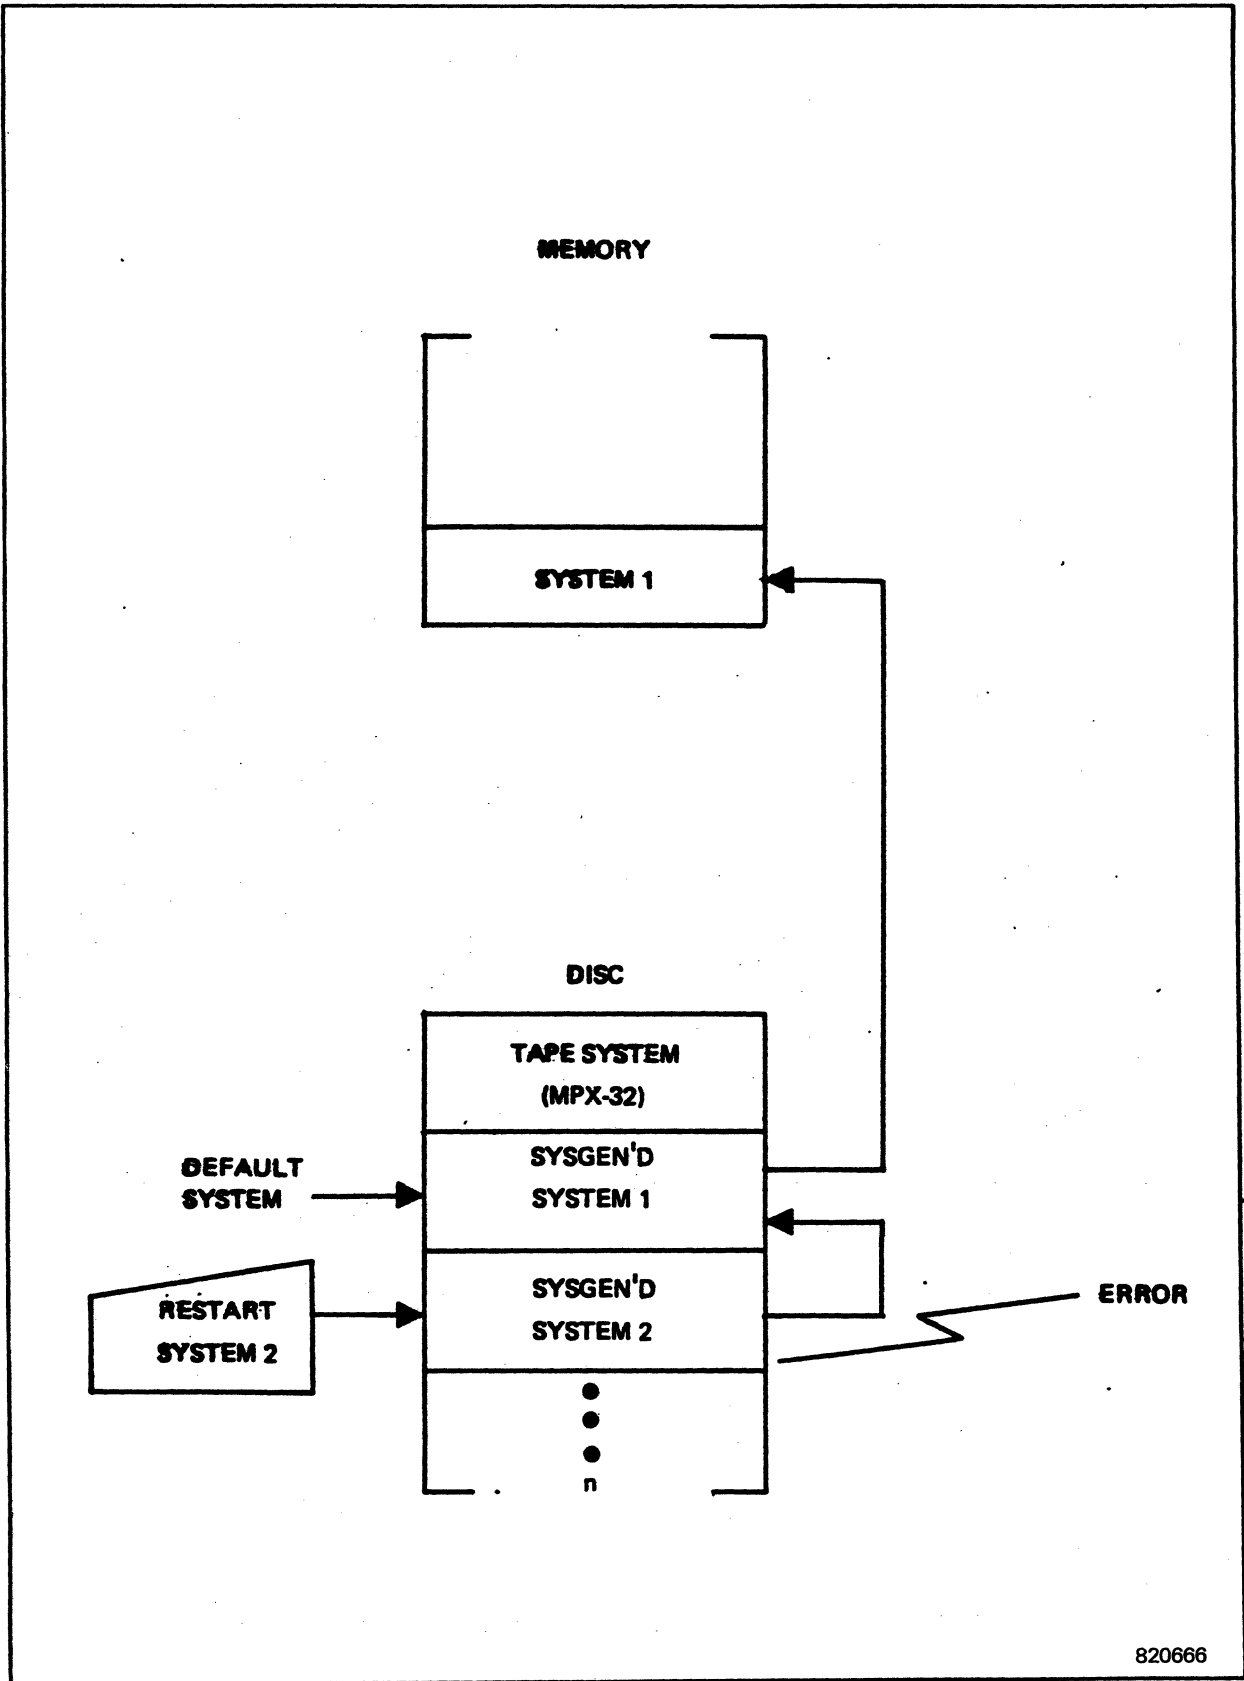 MEMORY
SYSTEM 1
DISC
TAPE SYSTEM
(MPX-32)
SYSGEN'D
SYSTEM 1
DEFAULT
SYSTEM
SYSGEN'D
SYSTEM 2
RESTART
SYSTEM 2
ERROR
n
820666